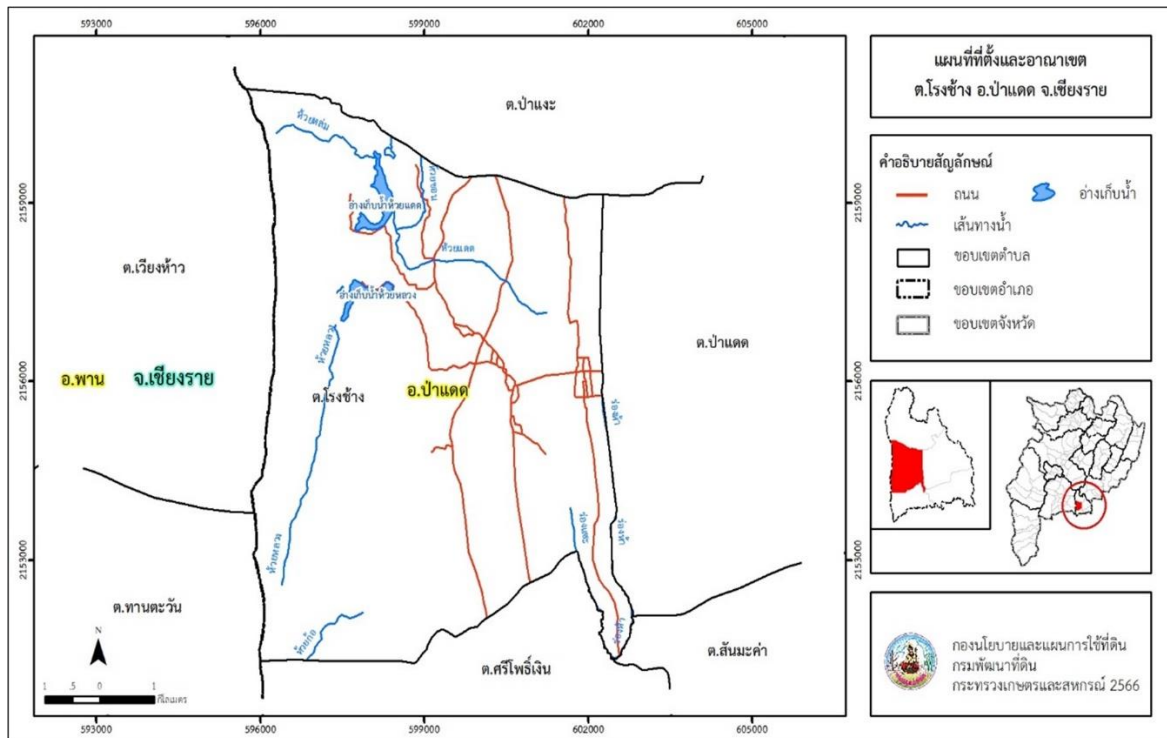 593000 596000 599000 602000 605000
ต.ป่าแงะ
ห้วยหล่ม
ห้วยแดด
อ่างเก็บน้ำห้วยแดด
ต.เวียงห้าว
อ่างเก็บน้ำห้วยหลวง
ห้วยหลวง
ต.ป่าแดด
อ.พาน
จ.เชียงราย
อ.ป่าแดด
ต.โรงช้าง
ห้วยหลวง
ต.ทานตะวัน
ห้วยก้อ
ต.ศรีโพธิ์เงิน
ต.สันมะค่า
N
1 .5 0 1
กิโลเมตร
2159000
2156000
2153000
2159000
2156000
2153000
593000 596000 599000 602000 605000
แผนที่ที่ตั้งและอาณาเขต
ต.โรงช้าง อ.ป่าแดด จ.เชียงราย
คำอธิบายสัญลักษณ์
ถนน
อ่างเก็บน้ำ
เส้นทางน้ำ
ขอบเขตตำบล
ขอบเขตอำเภอ
ขอบเขตจังหวัด
กองนโยบายและแผนการใช้ที่ดิน
กรมพัฒนาที่ดิน
กระทรวงเกษตรและสหกรณ์ 2566